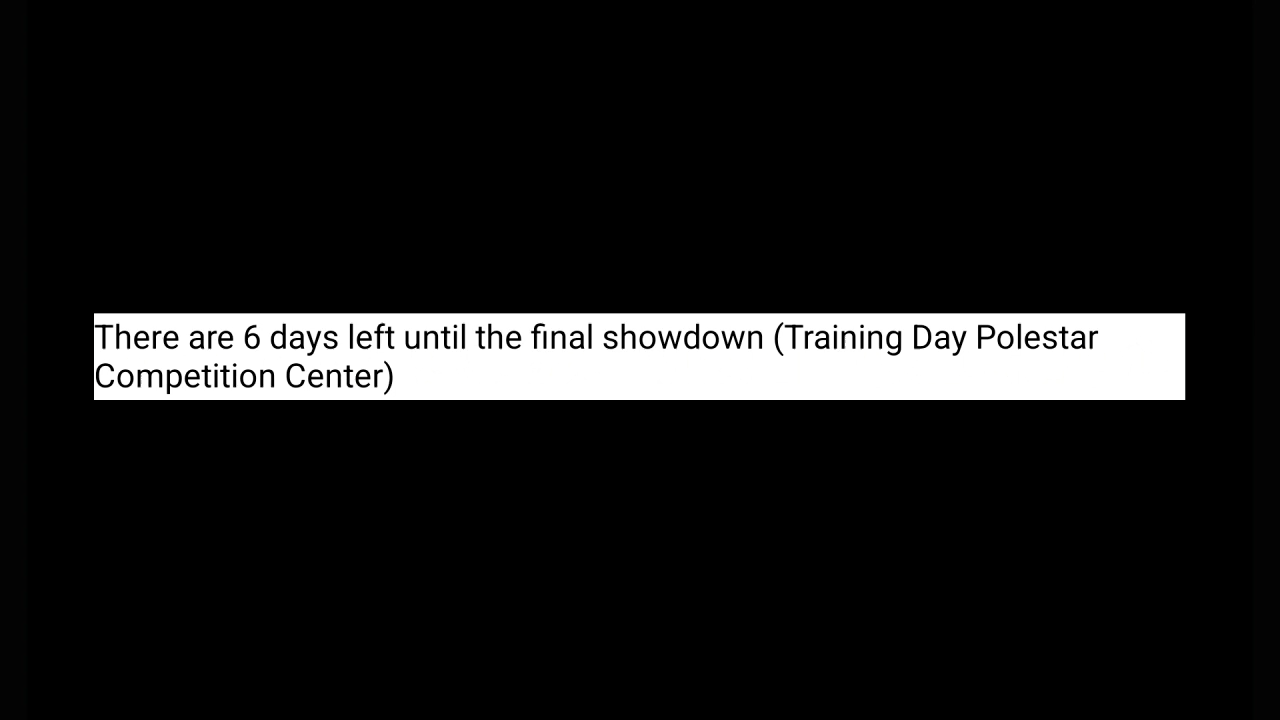 There are 6 days left until the final showdown (Training Day Polestar
Competition Center)